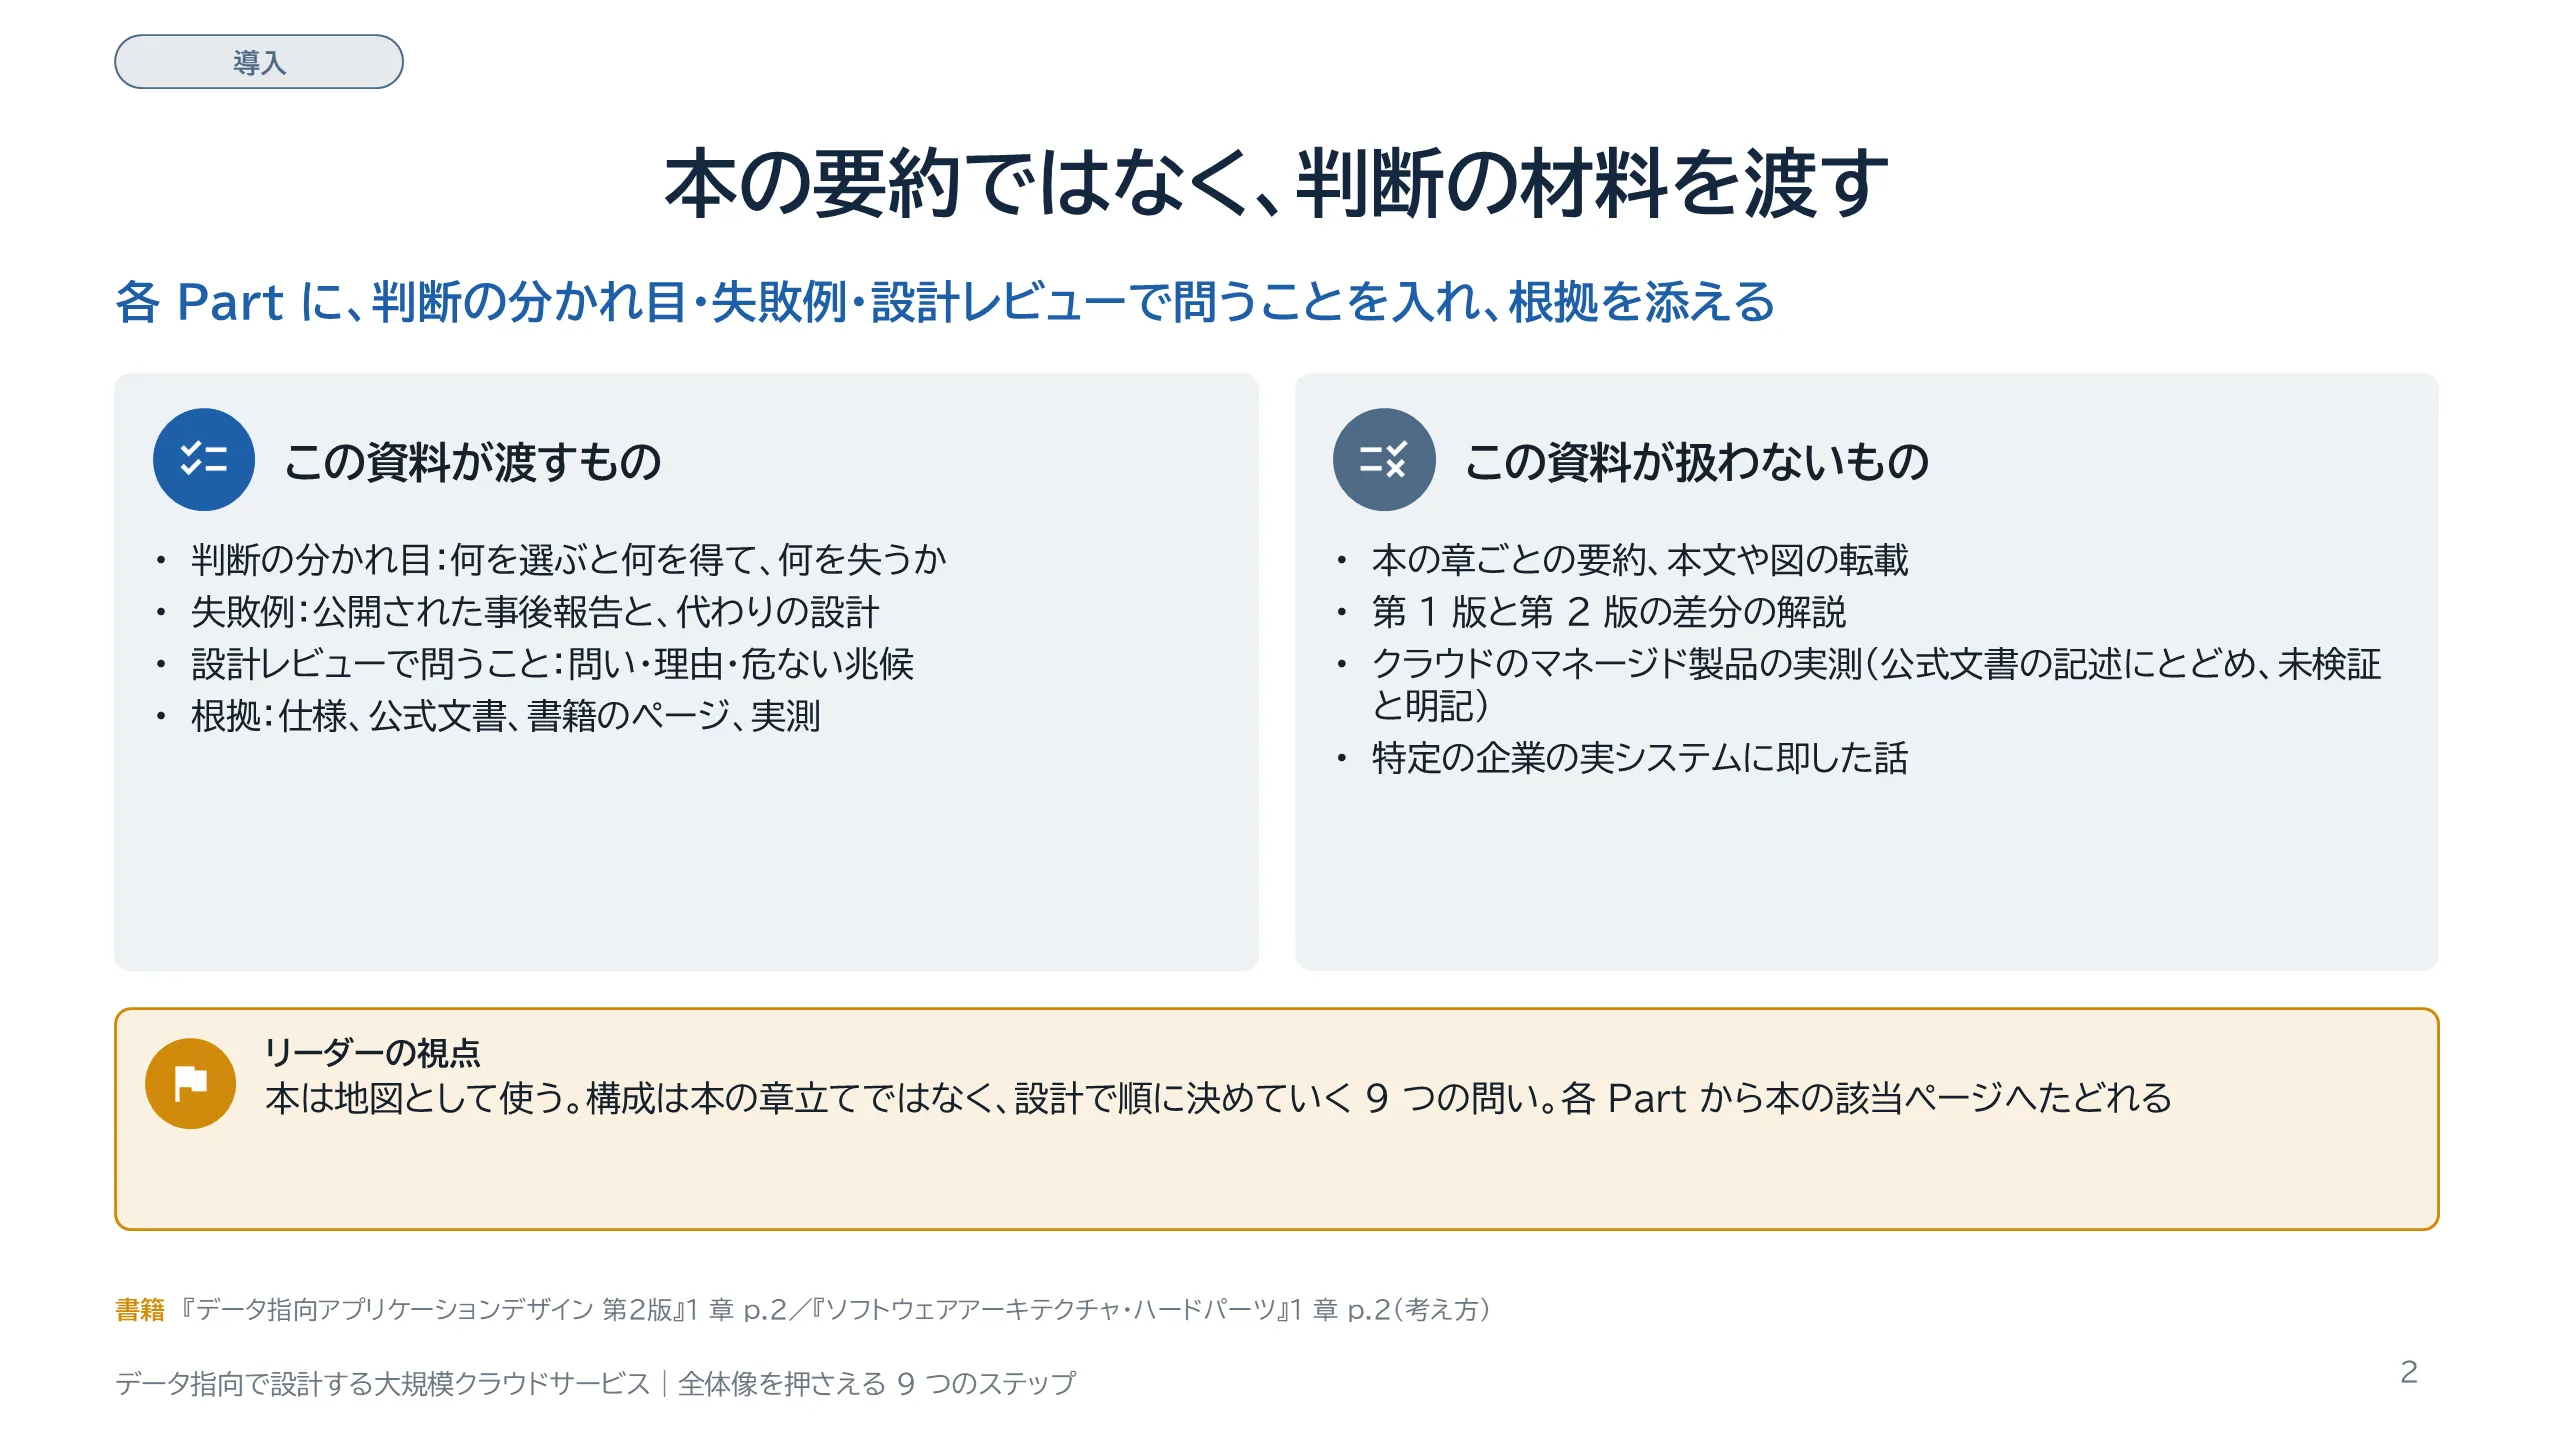 導入
本の要約ではなく、判断の材料を渡す
各 Part に、判断の分かれ目・失敗例・設計レビューで問うことを入れ、根拠を添える
この資料が渡すもの
• 判断の分かれ目：何を選ぶと何を得て、何を失うか
• 失敗例：公開された事後報告と、代わりの設計
• 設計レビューで問うこと：問い・理由・危ない兆候
• 根拠：仕様、公式文書、書籍のページ、実測
この資料が扱わないもの
• 本の章ごとの要約、本文や図の転載
• 第 1 版と第 2 版の差分の解説
• クラウドのマネージド製品の実測（公式文書の記述にとどめ、未検証
と明記）
• 特定の企業の実システムに即した話
リーダーの視点
本は地図として使う。構成は本の章立てではなく、設計で順に決めていく 9 つの問い。各 Part から本の該当ページへたどれる
書籍 『データ指向アプリケーションデザイン 第2版』1 章 p.2／『ソフトウェアアーキテクチャ・ハードパーツ』1 章 p.2（考え方）
データ指向で設計する大規模クラウドサービス｜全体像を押さえる 9 つのステップ
2